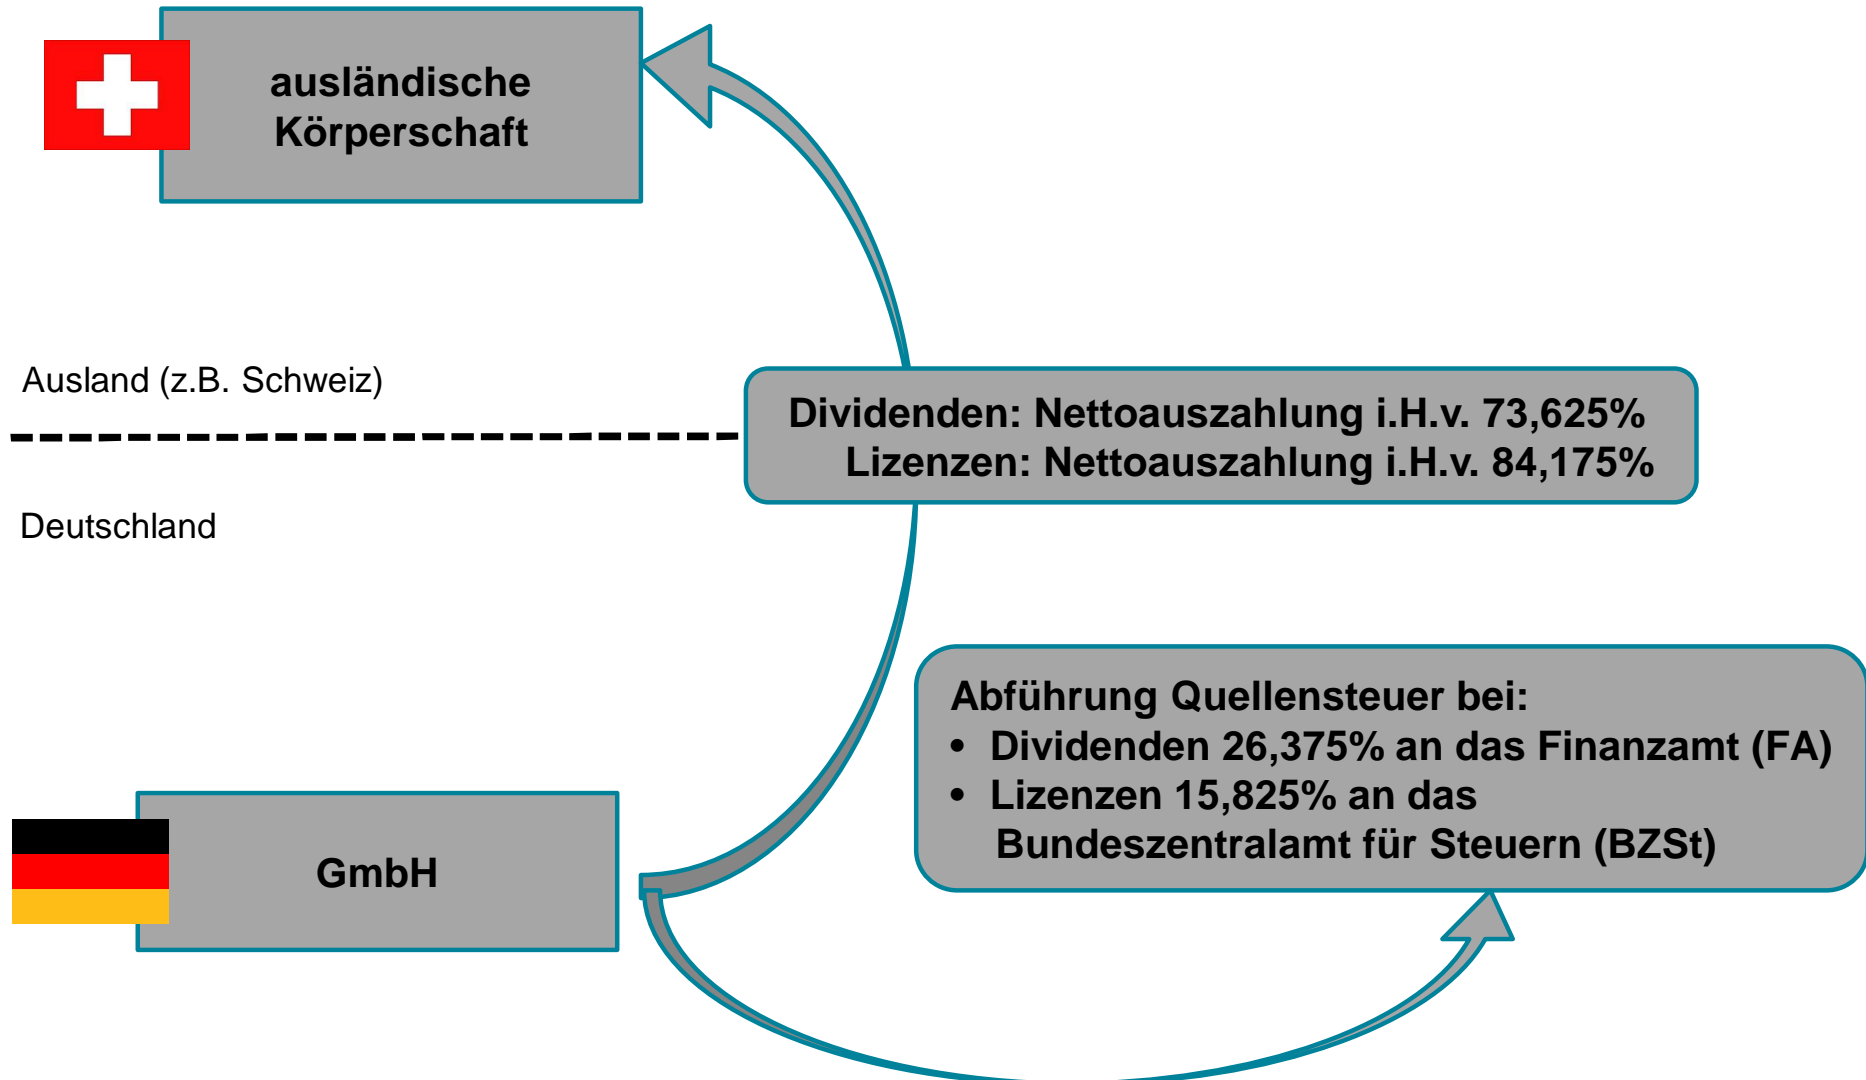 ausländische
Körperschaft
Ausland (z.B. Schweiz)
Dividenden: Nettoauszahlung i.H.v. 73,625%
Lizenzen: Nettoauszahlung i.H.v. 84,175%
Deutschland
Abführung Quellensteuer bei:
• Dividenden 26,375% an das Finanzamt (FA)
• Lizenzen 15,825% an das
Bundeszentralamt für Steuern (BZSt)
GmbH